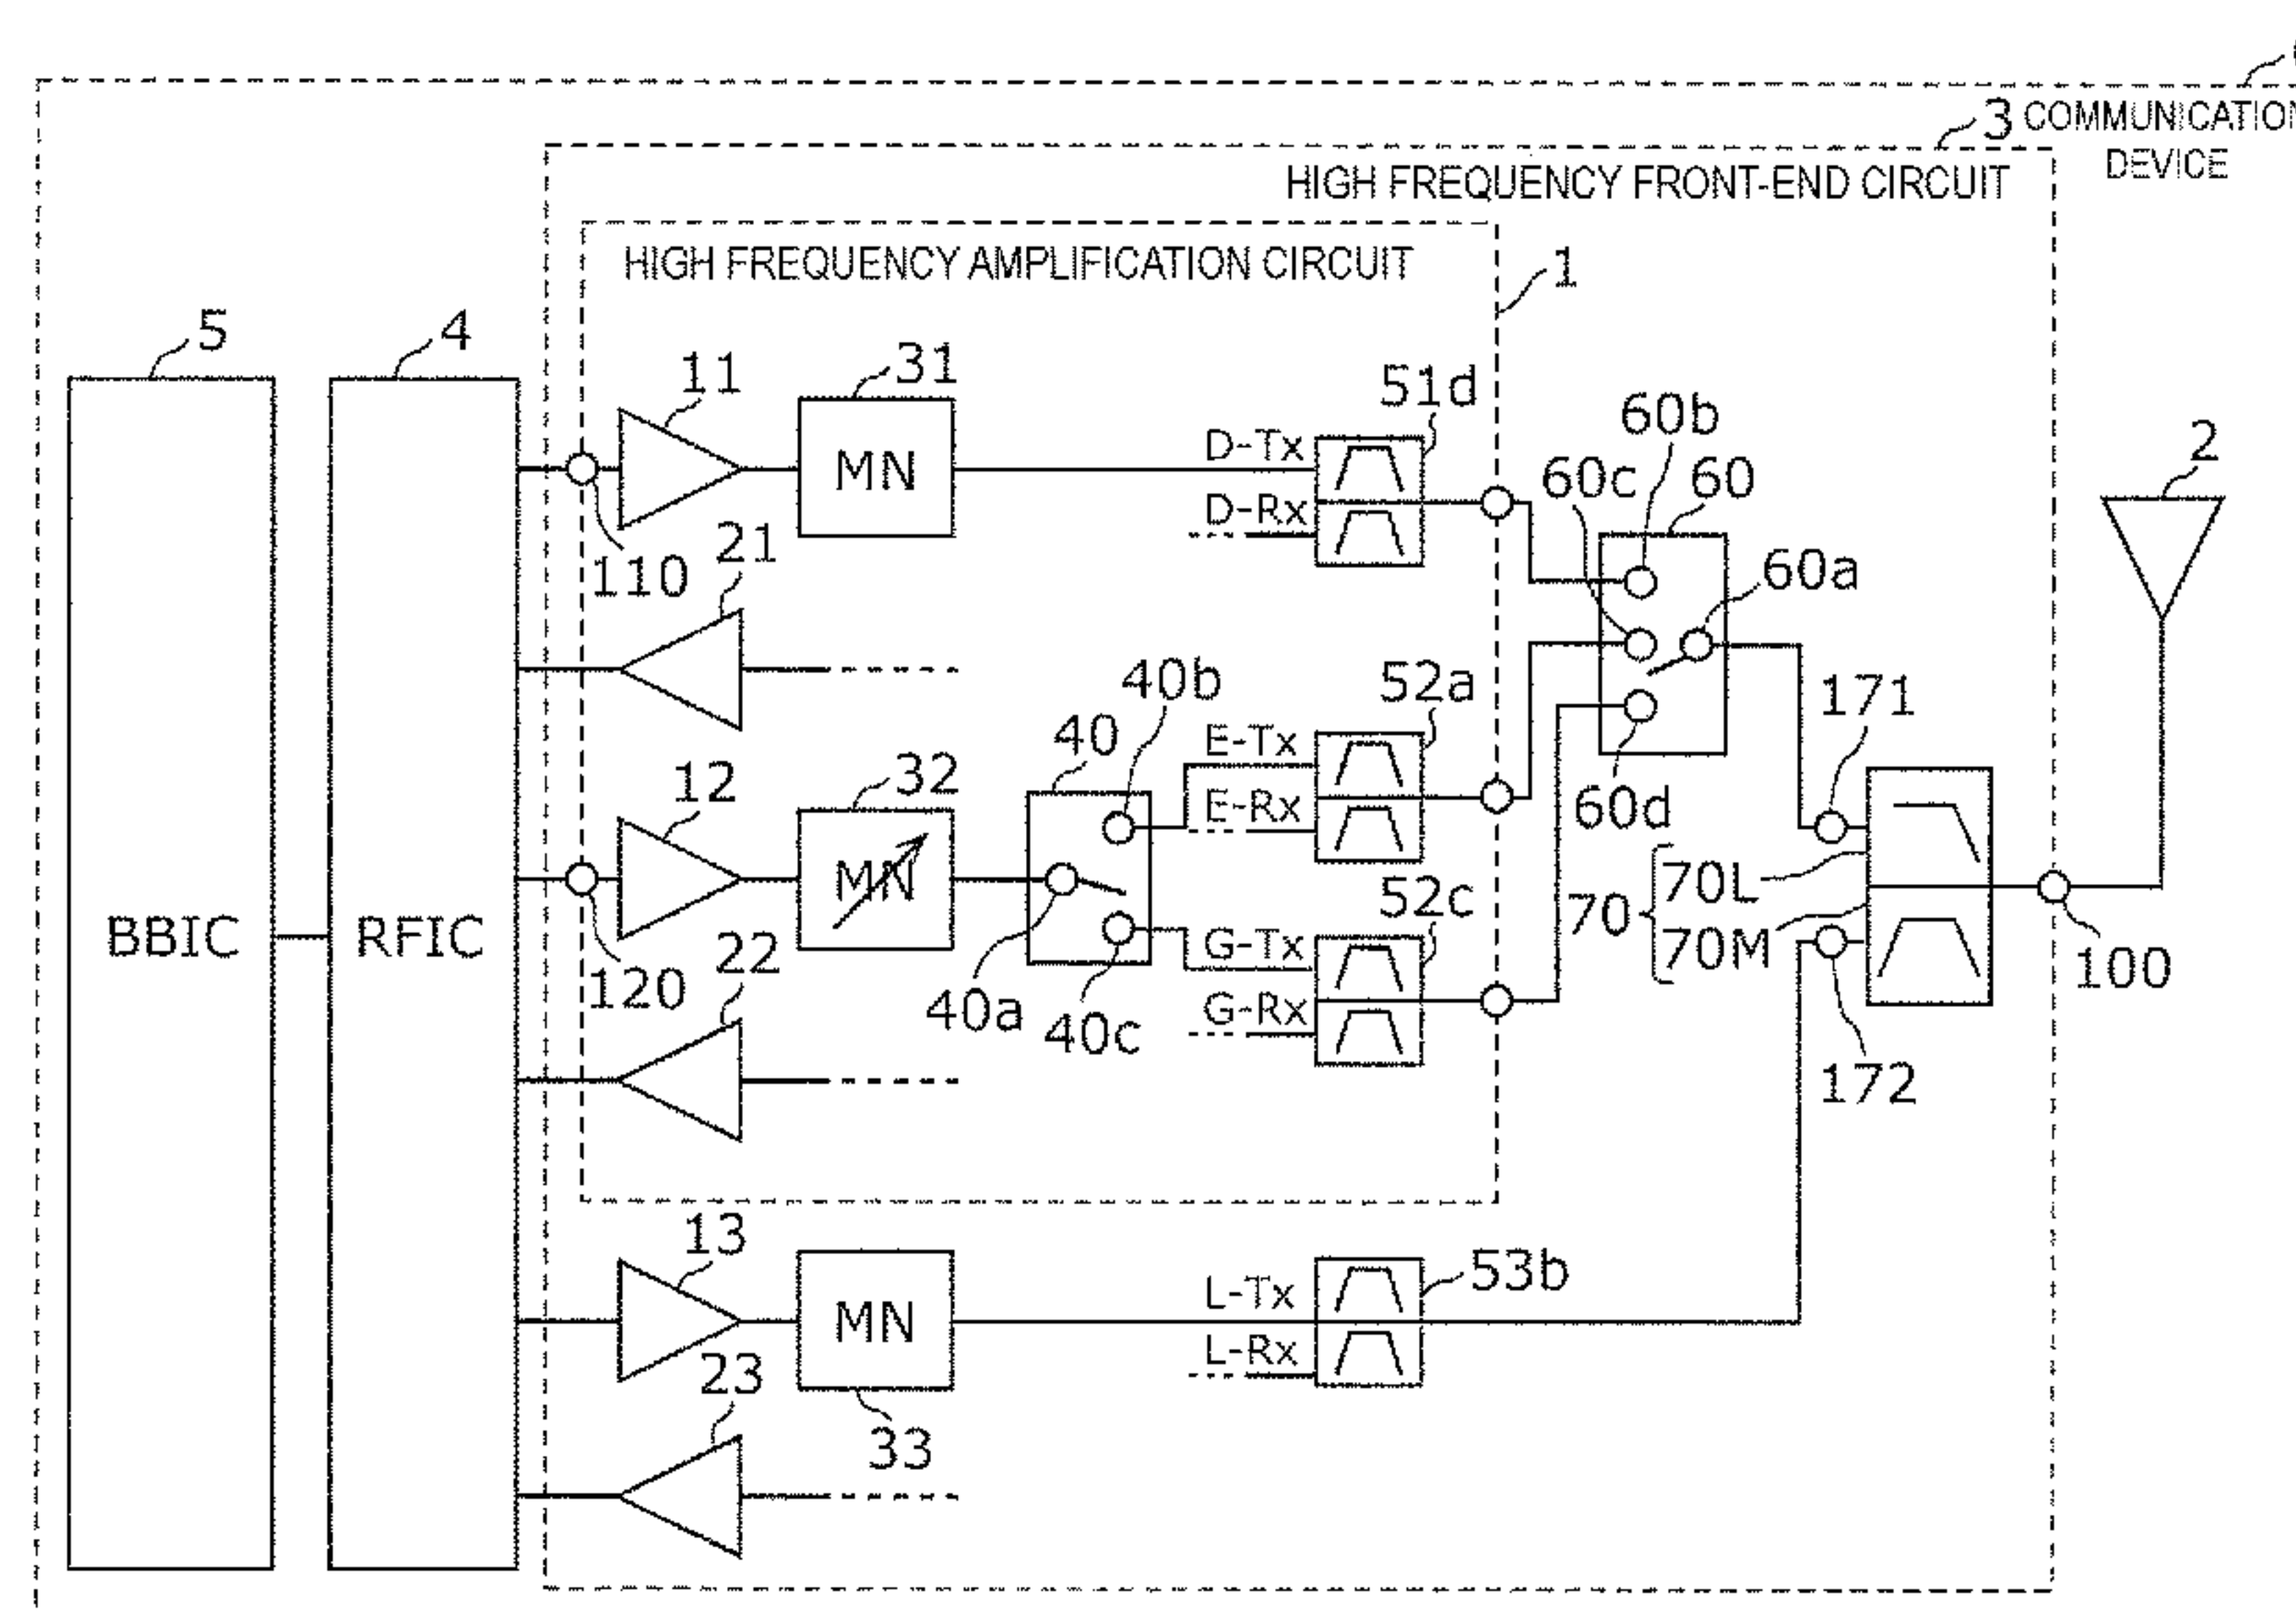 3 COMMUNICATION
DEVICE
HIGH FREQUENCY FRONT-END CIRCUIT
HIGH FREQUENCY AMPLIFICATION CIRCUIT
1
5
4
11
31
51d
60b
60c
60
2
MN
D-Tx
D-Rx
110
21
60a
40b
52a
171
40
12
32
E-Tx
E-Rx
60d
MN
52c
70
70L
70M
BBIC
RFIC
120
22
40a
40c
G-Tx
G-Rx
100
172
13
53b
MN
L-Tx
L-Rx
23
33